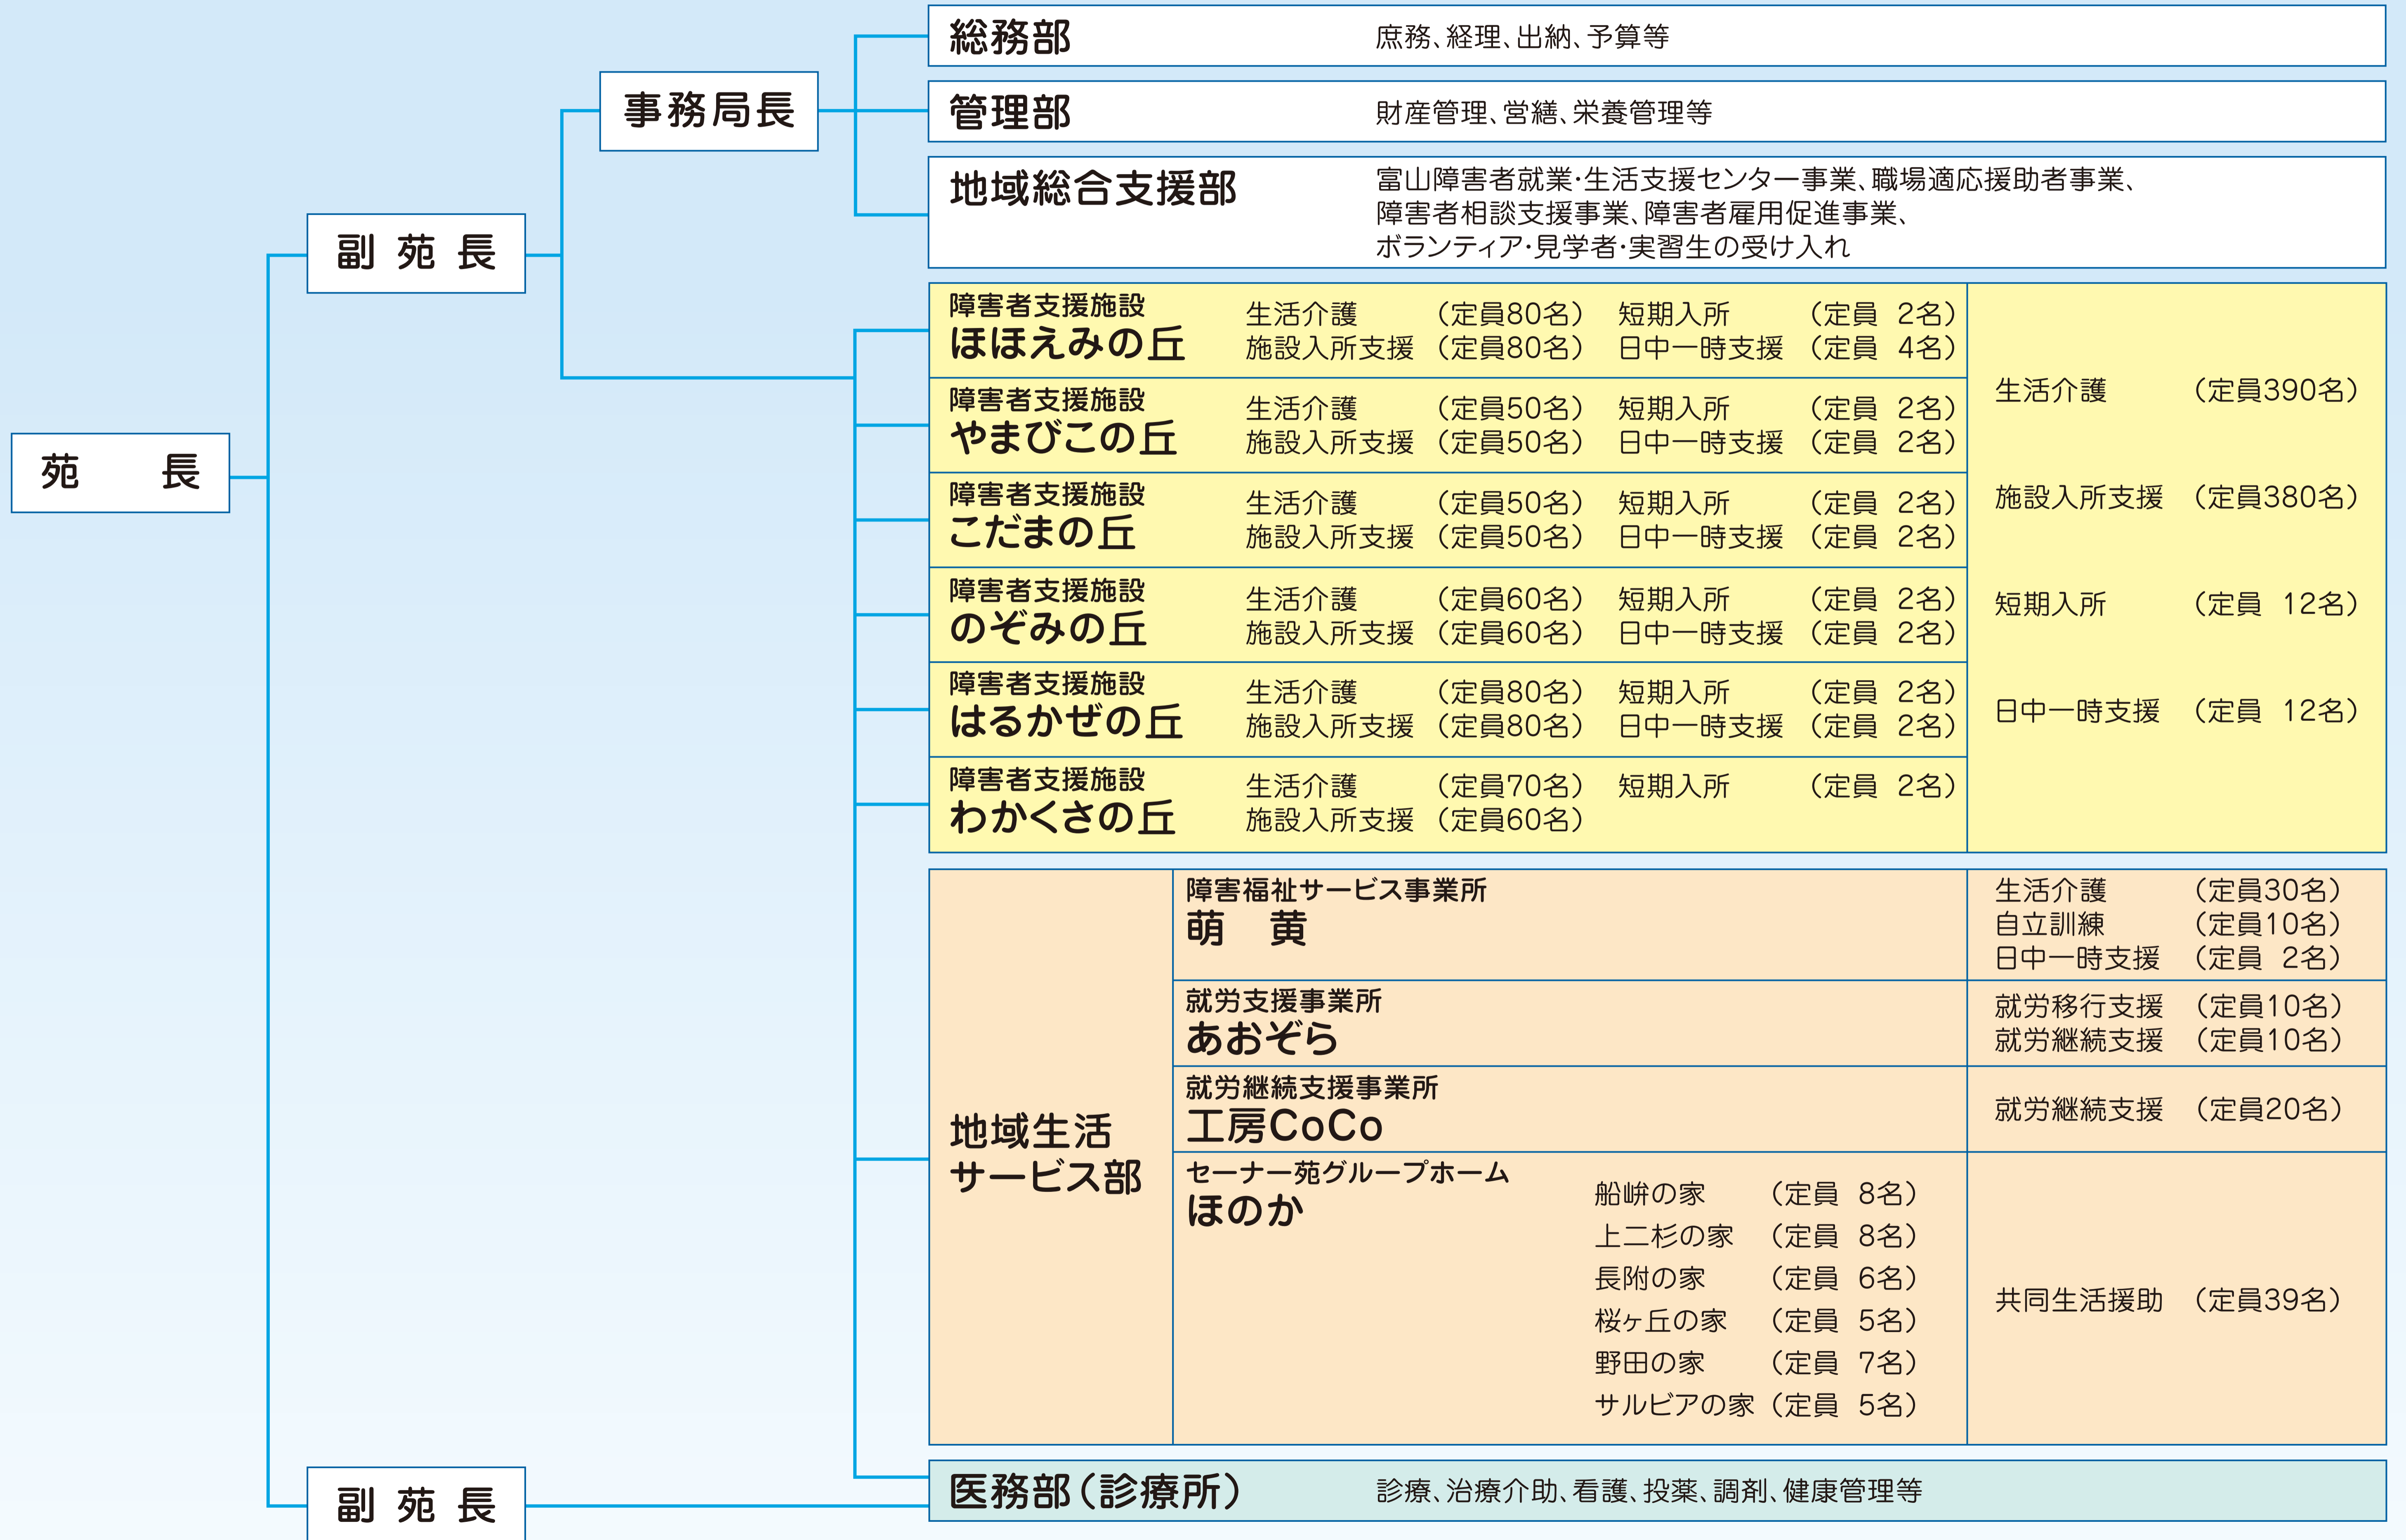 総務部 庶務、経理、出納、予算等
事務局長
管理部 財産管理、営繕、栄養管理等
地域総合支援部 富山障害者就業・生活支援センター事業、職場適応援助者事業、
障害者相談支援事業、障害者雇用促進事業、
ボランティア・見学者・実習生の受け入れ
副苑長
苑長
障害者支援施設
ほほえみの丘
生活介護 (定員80名) 短期入所 (定員 2名)
施設入所支援 (定員80名) 日中一時支援 (定員 4名)
障害者支援施設
やまびこの丘
生活介護 (定員50名) 短期入所 (定員 2名)
施設入所支援 (定員50名) 日中一時支援 (定員 2名)
障害者支援施設
こだまの丘
生活介護 (定員50名) 短期入所 (定員 2名)
施設入所支援 (定員50名) 日中一時支援 (定員 2名)
障害者支援施設
のぞみの丘
生活介護 (定員60名) 短期入所 (定員 2名)
施設入所支援 (定員60名) 日中一時支援 (定員 2名)
障害者支援施設
はるかぜの丘
生活介護 (定員80名) 短期入所 (定員 2名)
施設入所支援 (定員80名) 日中一時支援 (定員 2名)
障害者支援施設
わかくさの丘
生活介護 (定員70名) 短期入所 (定員 2名)
施設入所支援 (定員60名)
生活介護 (定員390名)
施設入所支援 (定員380名)
短期入所 (定員 12名)
日中一時支援 (定員 12名)
地域生活
サービス部
障害福祉サービス事業所
萌黄
生活介護 (定員30名)
自立訓練 (定員10名)
日中一時支援 (定員 2名)
就労支援事業所
あおぞら
就労移行支援 (定員10名)
就労継続支援 (定員10名)
就労継続支援事業所
工房CoCo
就労継続支援 (定員20名)
セーナー苑グループホーム
ほのか
船峅の家 (定員 8名)
上二杉の家 (定員 8名)
長附の家 (定員 6名)
桜ヶ丘の家 (定員 5名)
野田の家 (定員 7名)
サルビアの家 (定員 5名)
共同生活援助 (定員39名)
副苑長
医務部(診療所) 診療、治療介助、看護、投薬、調剤、健康管理等